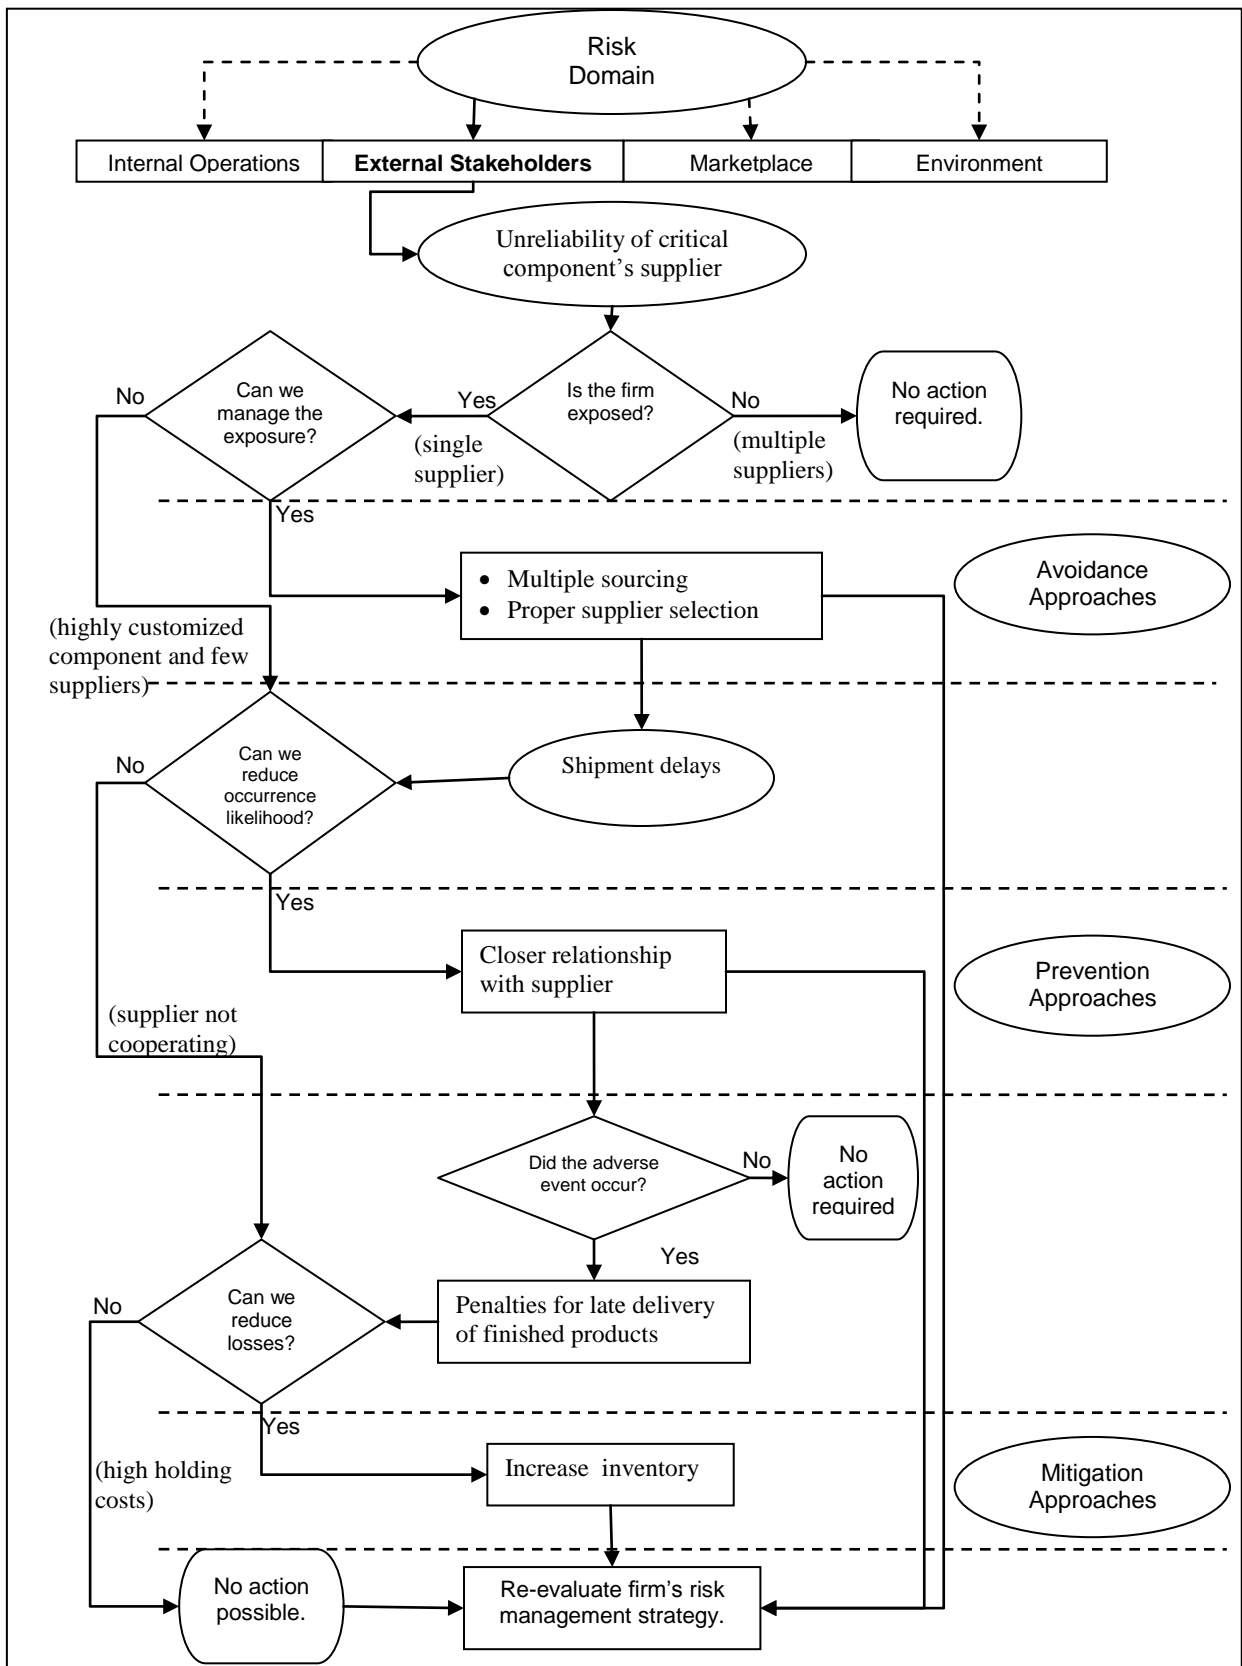 Risk
Domain
Internal Operations
External Stakeholders
Marketplace
Environment
Unreliability of critical
component's supplier
No
Can we
manage the
exposure?
Yes
(single
supplier)
Is the firm
exposed?
No
(multiple
suppliers)
No action
required.
Yes
• Multiple sourcing
• Proper supplier selection
Avoidance
Approaches
(highly customized
component and few
suppliers)
No
Can we
reduce
occurrence
likelihood?
Shipment delays
Yes
Closer relationship
with supplier
Prevention
Approaches
(supplier not
cooperating)
Did the adverse
event occur?
No
No
action
required
Yes
No
Can we
reduce
losses?
Penalties for late delivery
of finished products
Yes
(high holding
costs)
Increase inventory
Mitigation
Approaches
No action
possible.
Re-evaluate firm's risk
management strategy.